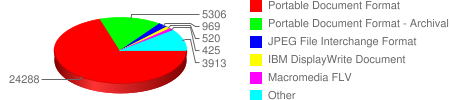 5306
969
520
425
3913
24288
Portable Document Format
Portable Document Format - Archival
JPEG File Interchange Format
IBM DisplayWrite Document
Macromedia FLV
Other